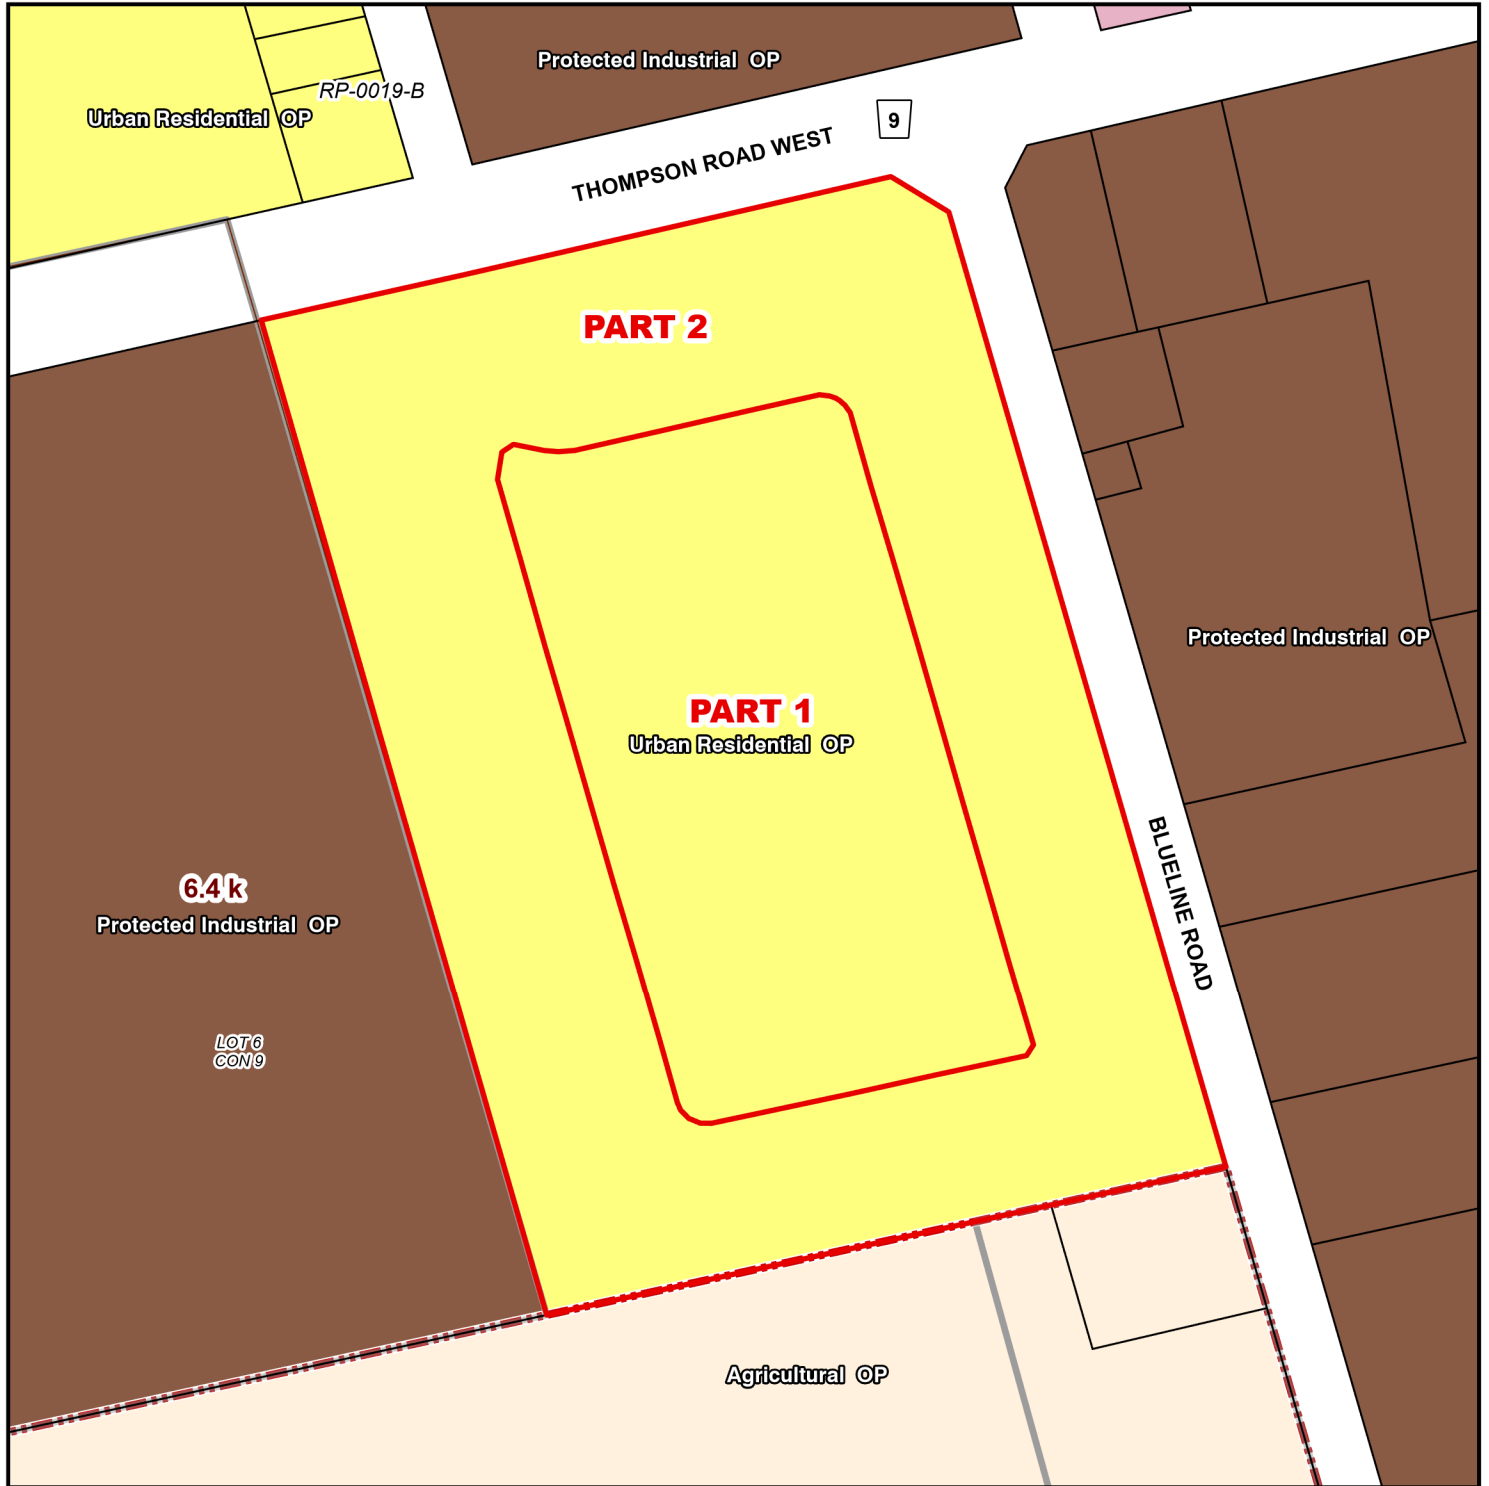 Protected Industrial OP
RP-0019-B
Urban Residential OP
9
THOMPSON ROAD WEST
PART 2
Protected Industrial OP
PART 1
Urban Residential OP
BLUELINE ROAD
6.4 k
Protected Industrial OP
LOT 6
CON 9
Agricultural OP